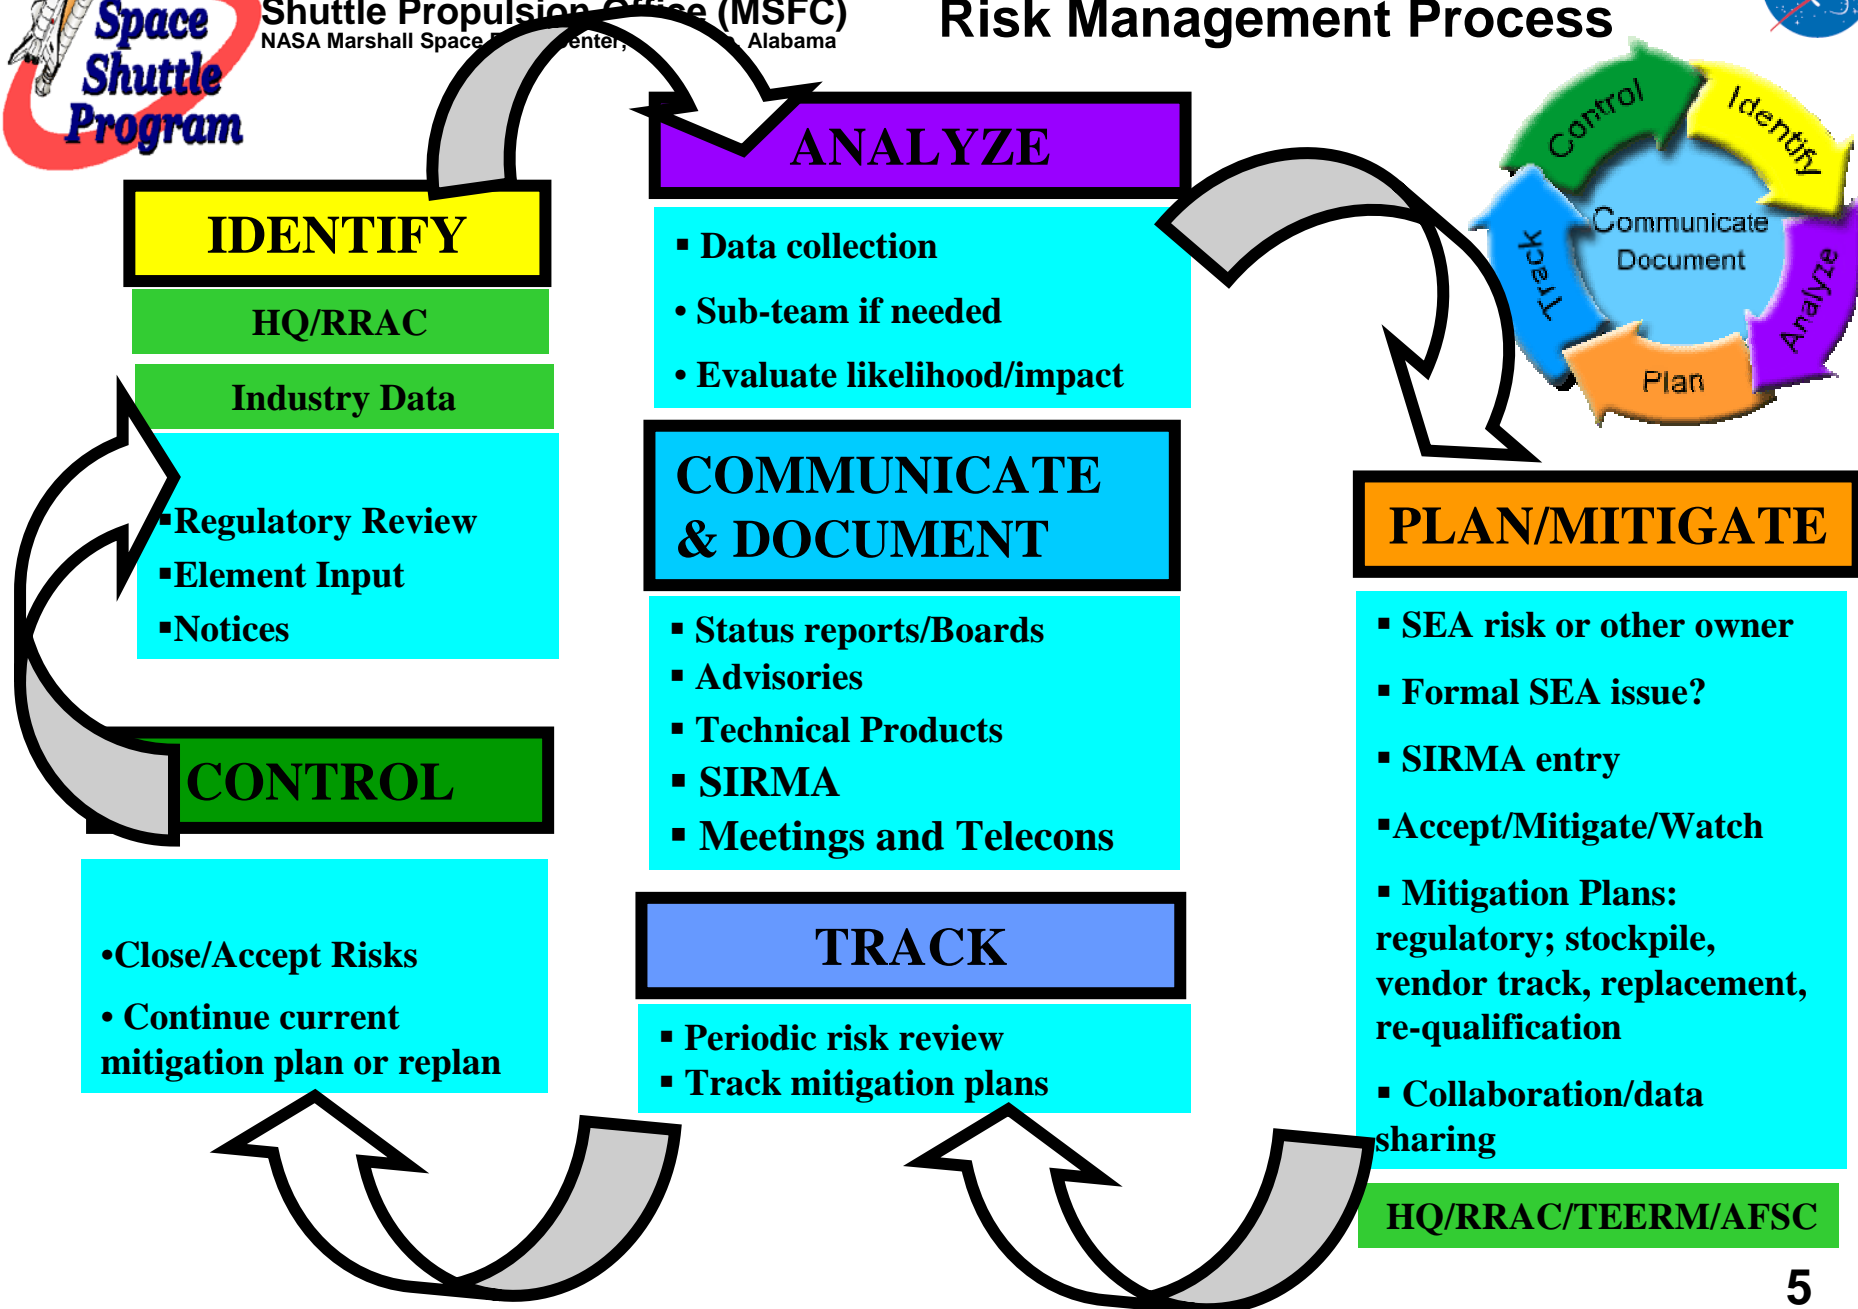 Space
Shuttle
Program
Shuttle Propulsion Office (MSFC)
NASA Marshall Space Center, Alabama
Risk Management Process
Control
Identify
Analyze
Plan
Track
Communicate
Document
IDENTIFY
HQ/RRAC
Industry Data
▪Regulatory Review
▪Element Input
▪Notices
ANALYZE
▪ Data collection
• Sub-team if needed
• Evaluate likelihood/impact
COMMUNICATE
& DOCUMENT
▪ Status reports/Boards
▪ Advisories
▪ Technical Products
▪ SIRMA
▪ Meetings and Telecons
PLAN/MITIGATE
▪ SEA risk or other owner
▪ Formal SEA issue?
▪ SIRMA entry
▪Accept/Mitigate/Watch
▪ Mitigation Plans:
regulatory; stockpile,
vendor track, replacement,
re-qualification
▪ Collaboration/data
sharing
HQ/RRAC/TEERM/AFSC
TRACK
▪ Periodic risk review
▪ Track mitigation plans
CONTROL
•Close/Accept Risks
• Continue current
mitigation plan or replan
5